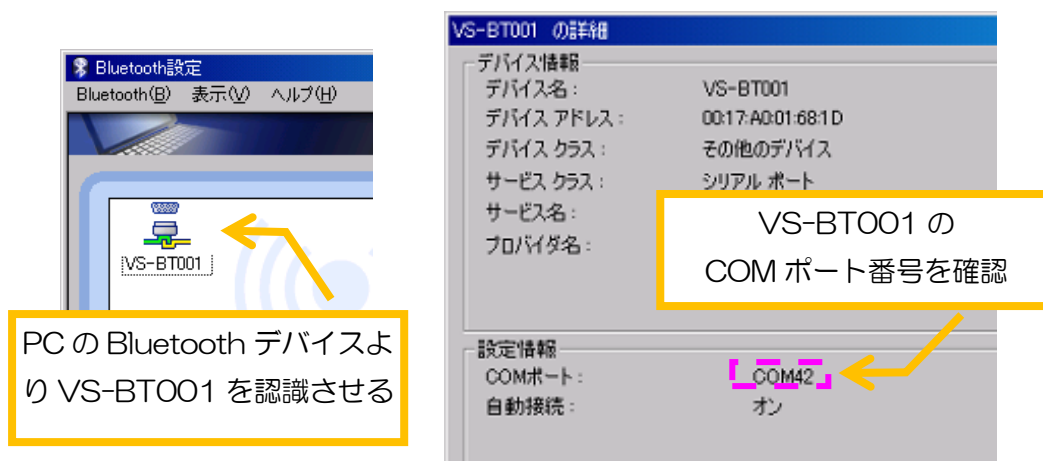 Bluetooth設定
Bluetooth(B) 表示(V) ヘルプ(H)
VS-BT001
PC の Bluetooth デバイスよ
り VS-BT001 を認識させる
VS-BT001 の詳細
デバイス情報
デバイス名: VS-BT001
デバイス アドレス: 00:17:A0:01:68:1D
デバイス クラス: その他のデバイス
サービス クラス: シリアル ポート
サービス名:
プロバイダ名:
VS-BT001 の
COM ポート番号を確認
設定情報
COMポート: COM42
自動接続: オン